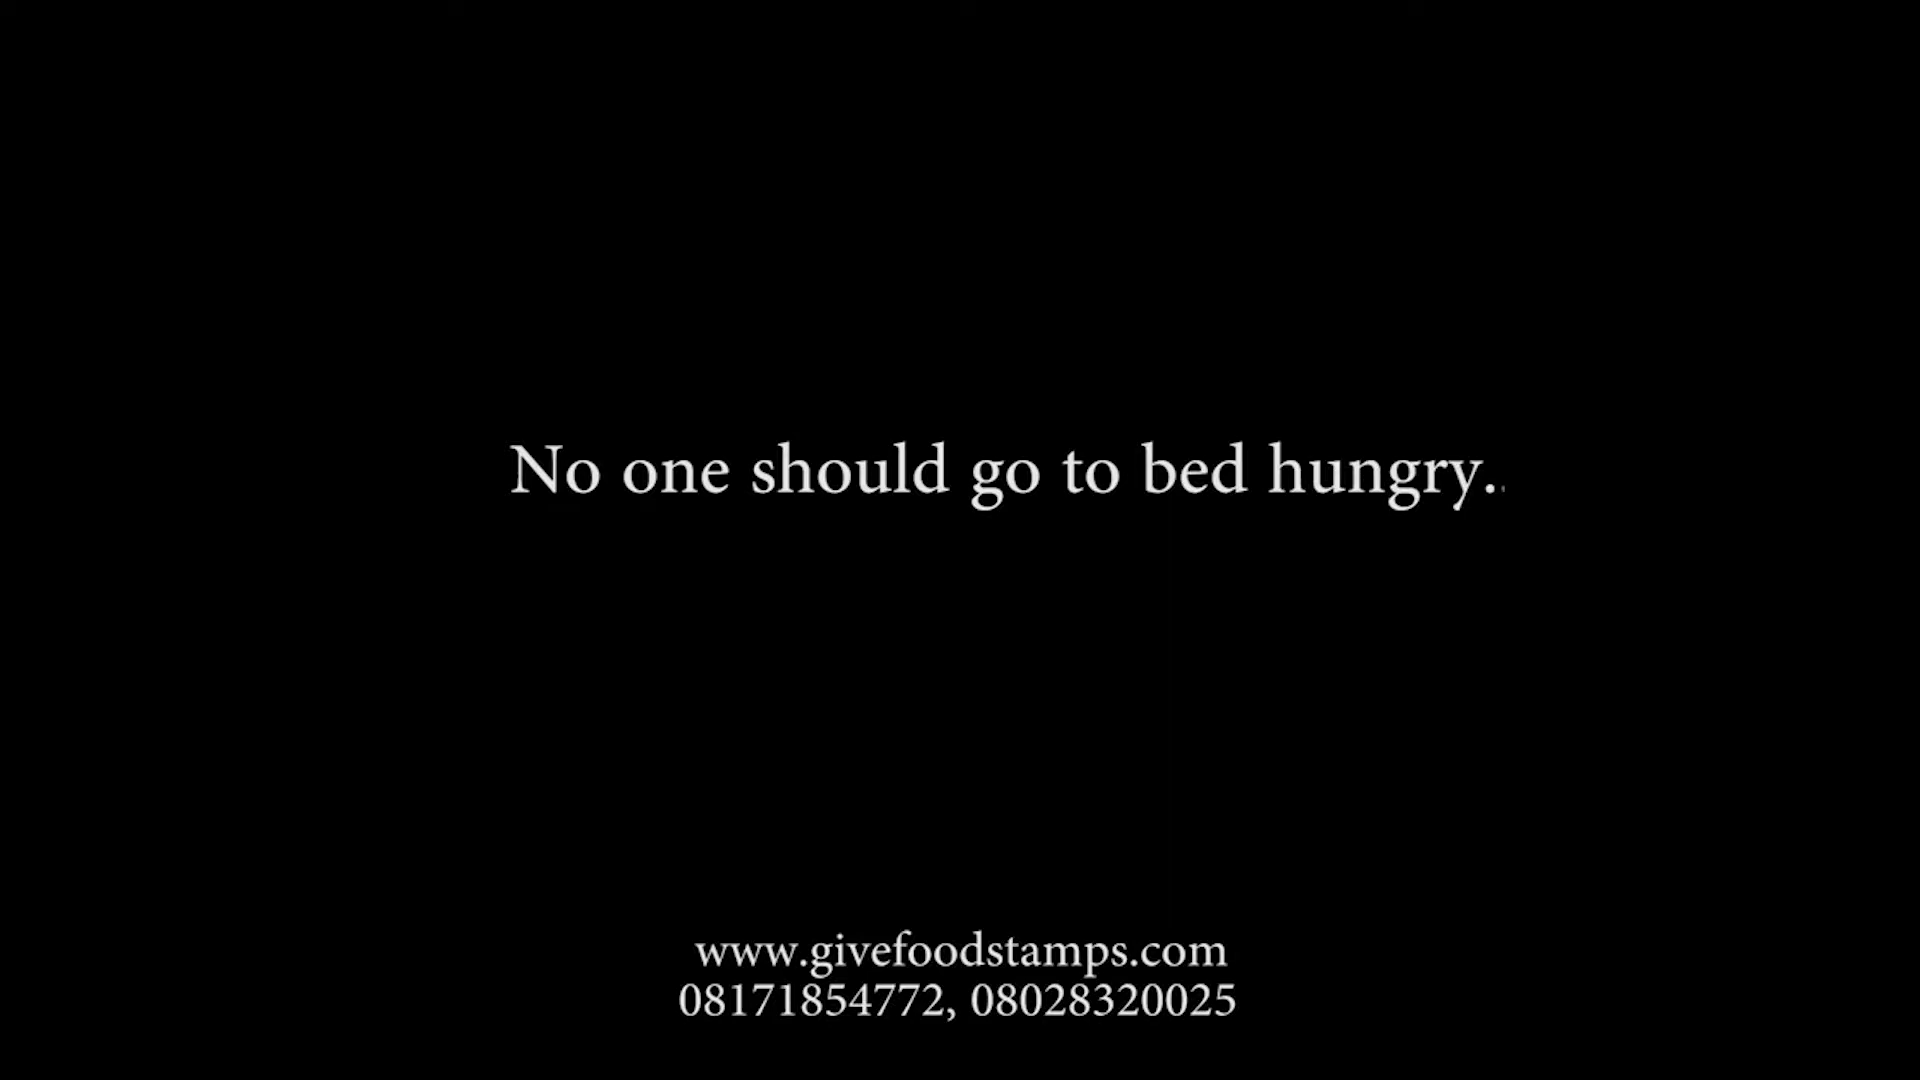 No one should go to bed hungry..
www.givefoodstamps.com
08171854772, 08028320025